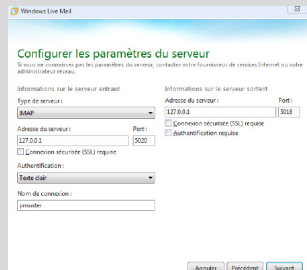 Windows Live Mail
Configurer les paramètres du serveur
Si vous ne connaissez pas les paramètres du serveur, contactez votre fournisseur de services Internet ou votre
administrateur réseau.
Informations sur le serveur entrant
Type de serveur :
IMAP
Adresse du serveur : Port :
127.0.0.1 5020
Connexion sécurisée (SSL) requise
Authentification :
Texte clair
Nom de connexion :
pmuster
Informations sur le serveur sortant
Adresse du serveur : Port :
127.0.0.1 5018
Connexion sécurisée (SSL) requise
Authentification requise
Annuler Précédent Suivant